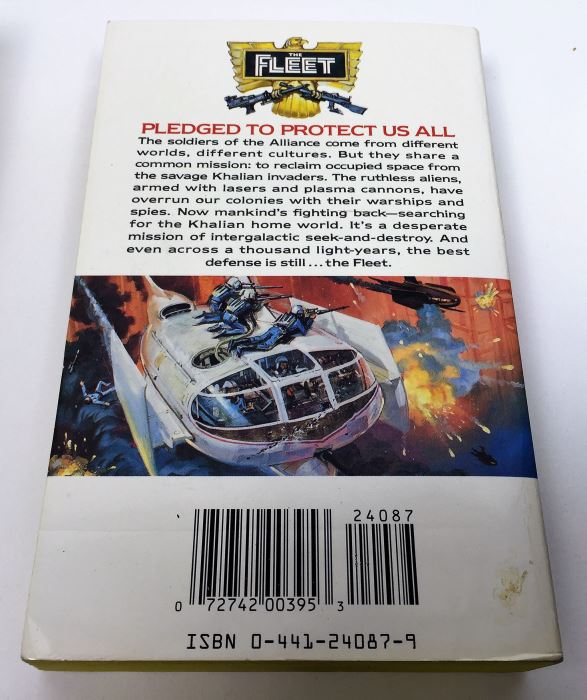 THE
FLEET
PLEDGED TO PROTECT US ALL
The soldiers of the Alliance come from different
worlds, different cultures. But they share a
common mission: to reclaim occupied space from
the savage Khalian invaders. The ruthless aliens,
armed with lasers and plasma cannons, have
overrun our colonies with their warships and
spies. Now mankind's fighting back—searching
for the Khalian home world. It's a desperate
mission of intergalactic seek-and-destroy. And
even across a thousand light-years, the best
defense is still...the Fleet.
24087
0 72742 00395 3
ISBN 0-441-24087-9